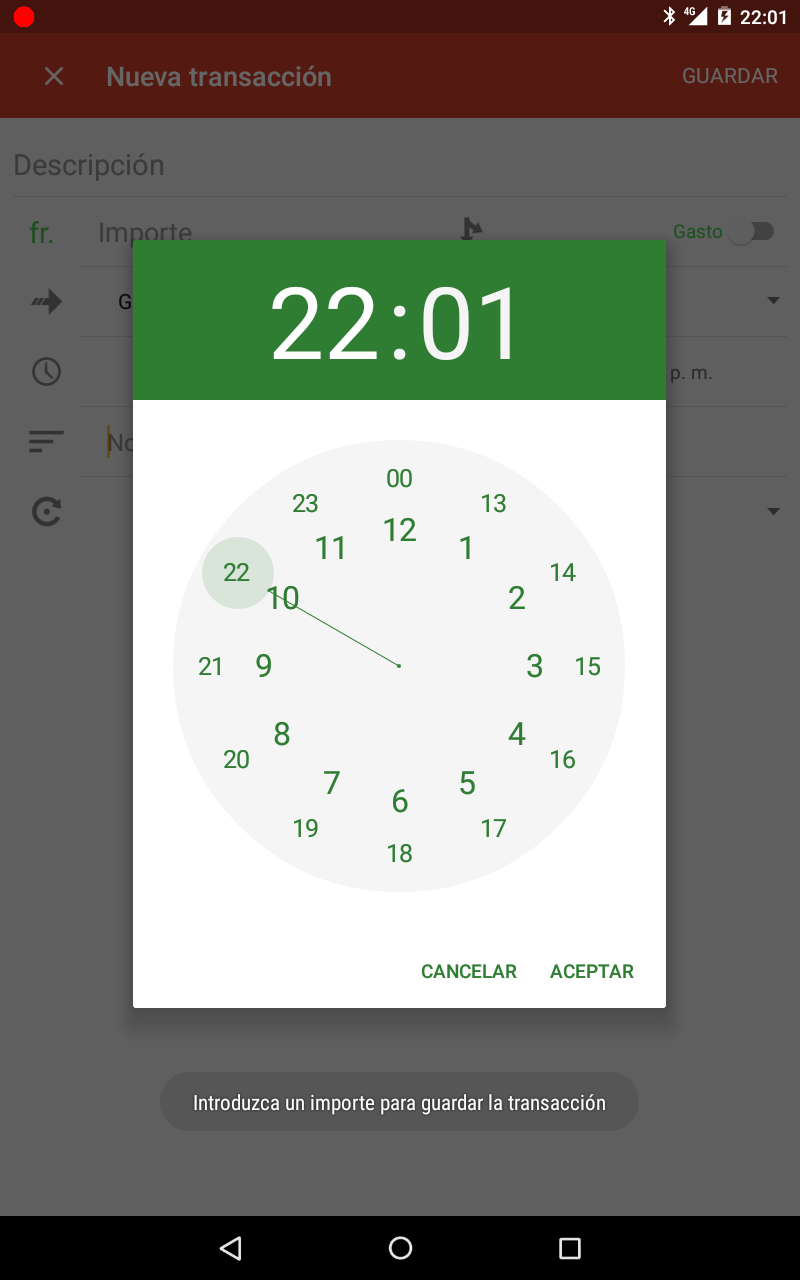 4G 22:01
Nueva transacción GUARDAR
Descripción
fr. Importe Gasto
22:01
G
p. m.
No
00
23 13
12
11 1
22 14
10 2
21 9 3 15
8 4
20 16
7 5
6
19 17
18
CANCELAR ACEPTAR
Introduzca un importe para guardar la transacción